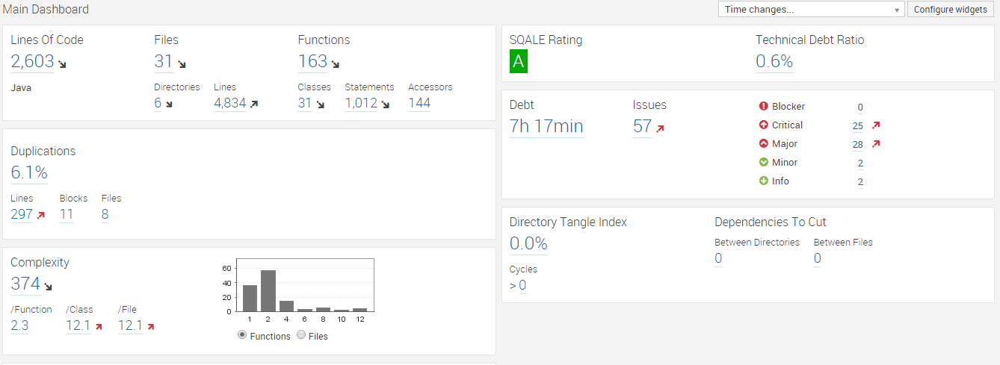 Main Dashboard
Time changes...
Configure widgets
Lines Of Code Files Functions
2,603 31 163
Java
Directories Lines Classes Statements Accessors
6 4,834 31 1,012 144
Duplications
6.1%
Lines Blocks Files
297 11 8
Complexity
374
/Function /Class /File
2.3 12.1 12.1
60
40
20
0
1 2 4 6 8 10 12
Functions Files
SQALE Rating Technical Debt Ratio
A 0.6%
Debt Issues
7h 17min 57
Blocker 0
Critical 25
Major 28
Minor 2
Info 2
Directory Tangle Index Dependencies To Cut
0.0%
Between Directories Between Files
0 0
Cycles
> 0